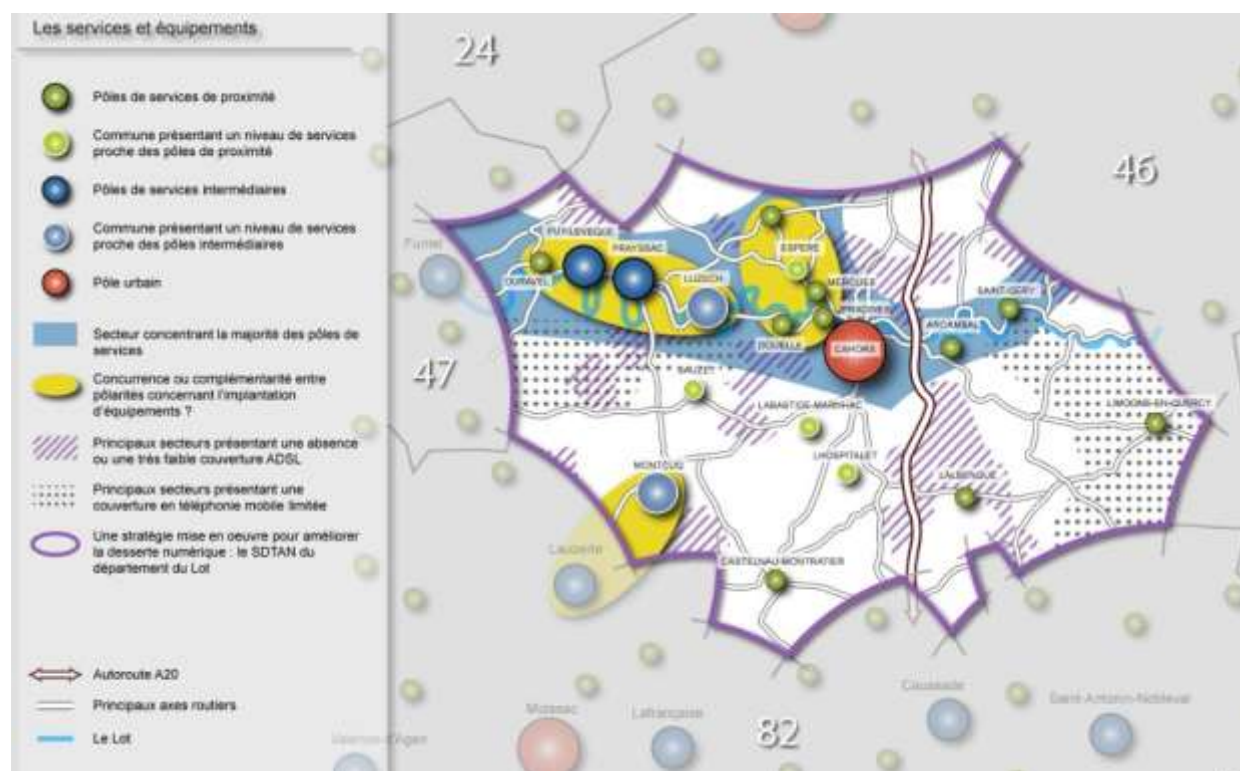 Les services et équipements
Pôles de services de proximité
Commune présentant un niveau de services
proche des pôles de proximité
Pôles de services intermédiaires
Commune présentant un niveau de services
proche des pôles intermédiaires
Pôle urbain
Secteur concentrant la majorité des pôles de
services
Concurrence ou complémentarité entre
polarités concernant l'implantation
d'équipements ?
Principaux secteurs présentant une absence
ou une très faible couverture ADSL
Principaux secteurs présentant une
couverture en téléphonie mobile limitée
Une stratégie mise en oeuvre pour améliorer
la desserte numérique : le SDTAN du
département du Lot
Autoroute A20
Principaux axes routiers
Le Lot
24
46
47
82
Fumel
PUY-L'EVEQUE
PRAYSSAC
DURAVEL
LUZECH
ESPERE
MERCUES
PRADINES
DOUELLE
CAHORS
ARCAMBAL
SAINT-GERY
SAUZET
LABASTIDE-MARNHAC
LIMOGNE-EN-QUERCY
LHOSPITALET
MONTCUQ
LALBENQUE
Lauzerte
CASTELNAU-MONTRATIER
Moissac
Lafrançaise
Caussade
Saint-Antonin-Nobleval
Valence-d'Agen